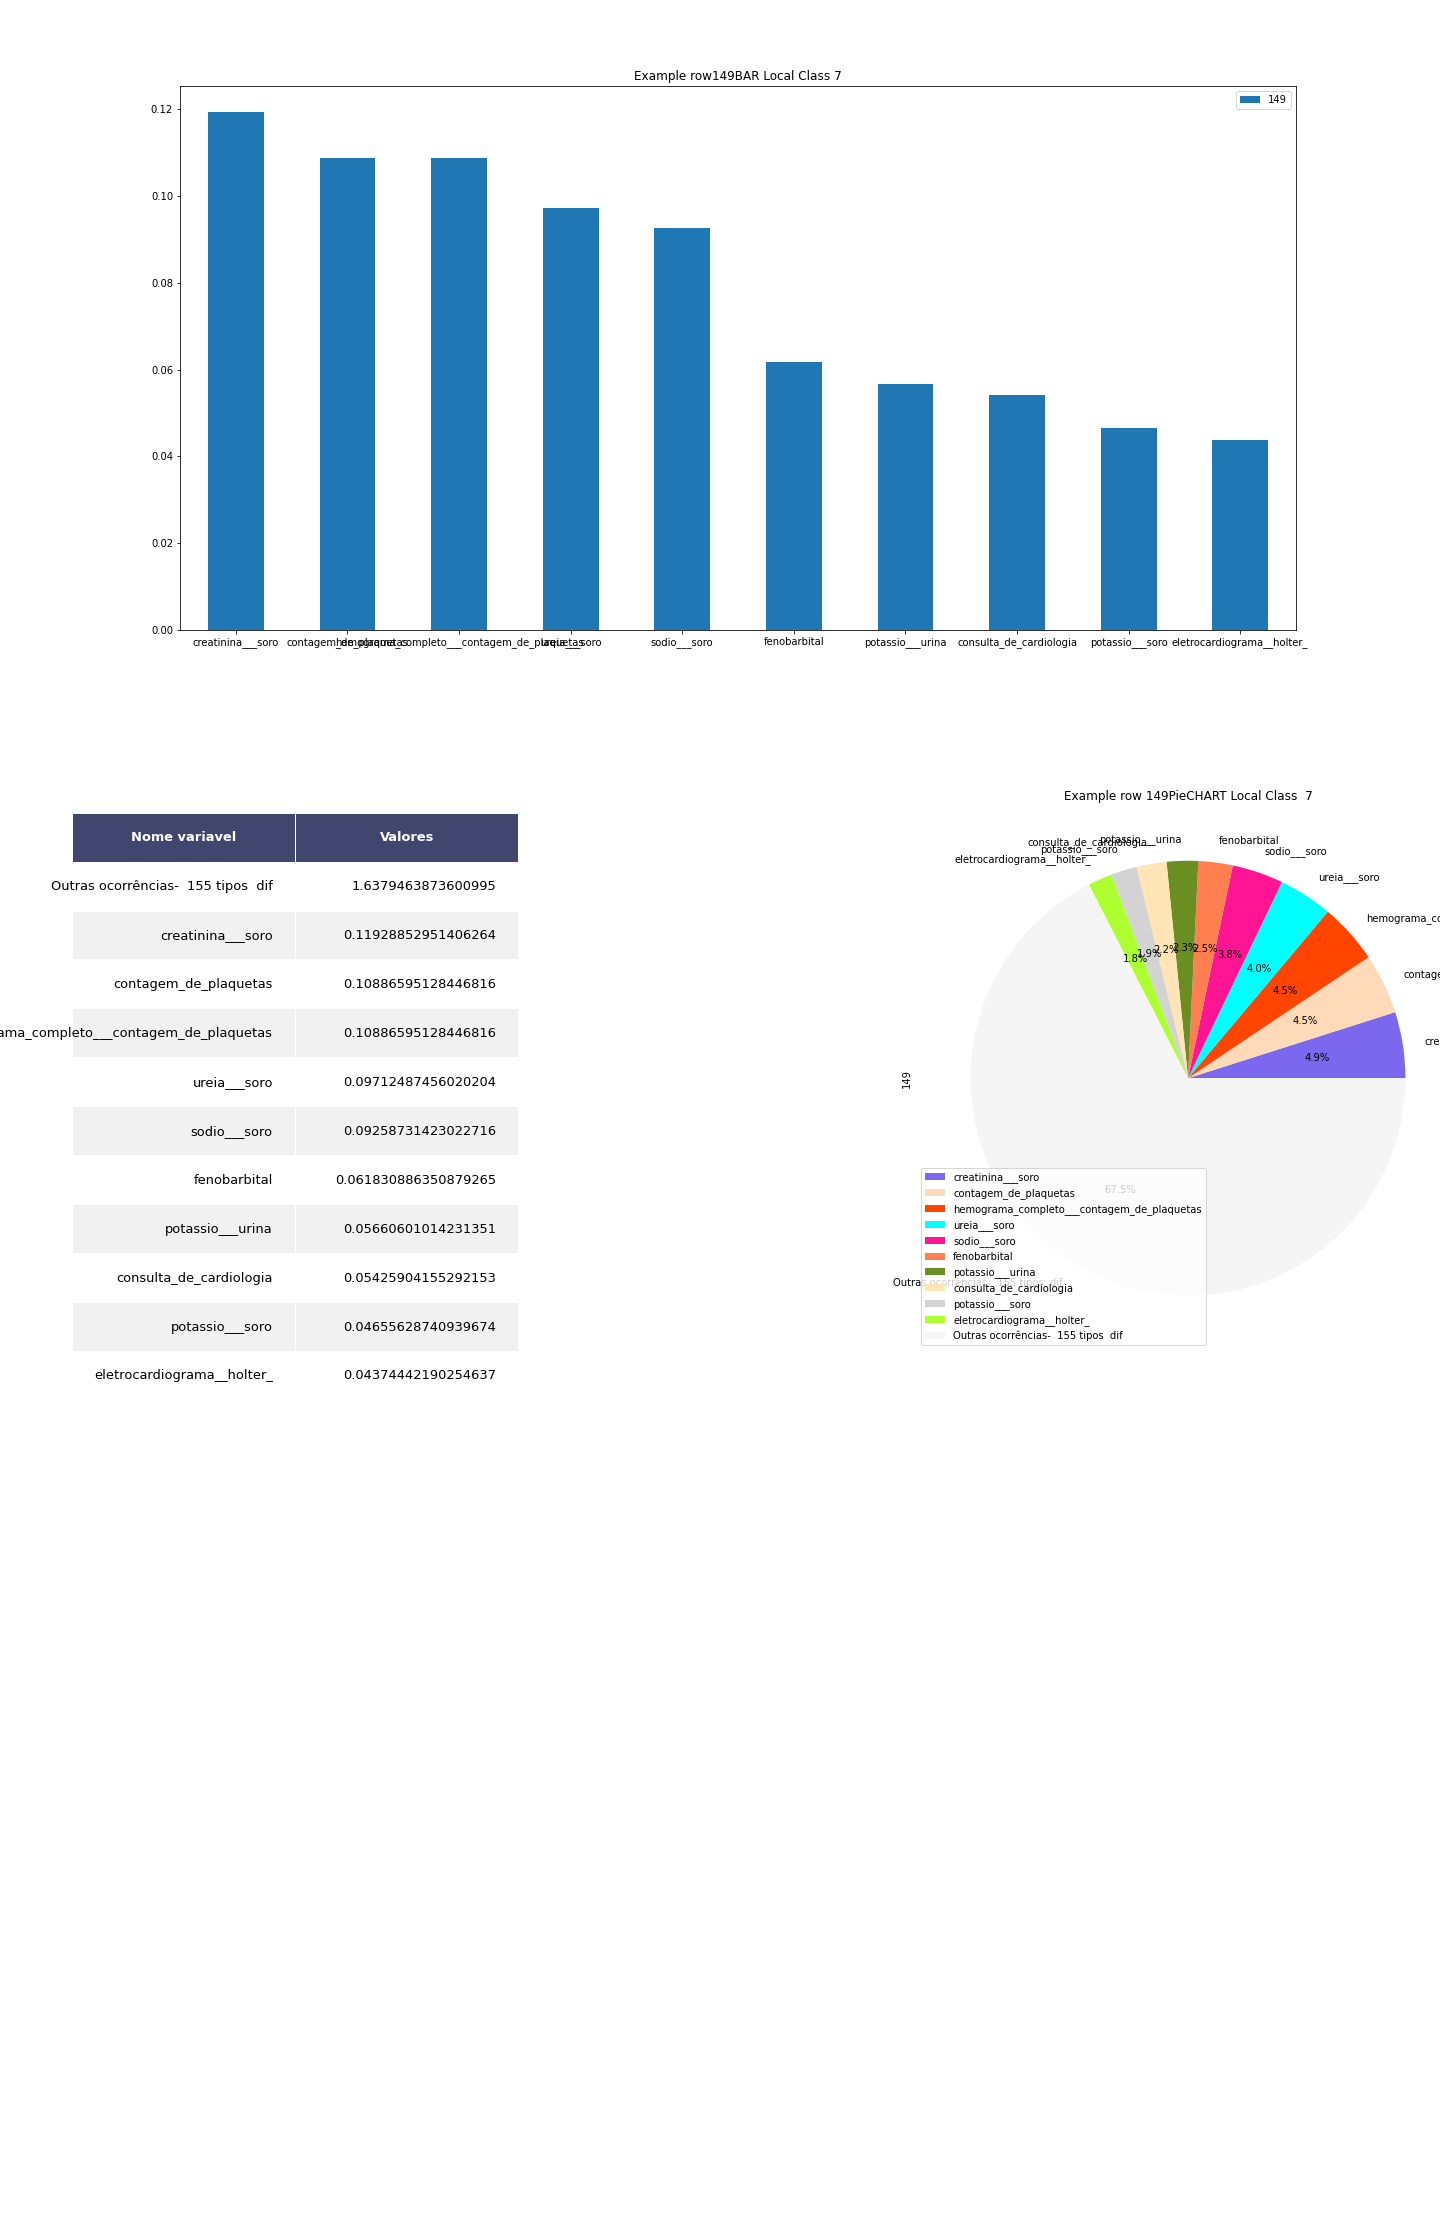 Example row149BAR Local Class 7
149
0.12
0.10
0.08
0.06
0.04
0.02
0.00
creatinina___soro
contagem_de_plaquetas
hemograma_completo___contagem_de_plaquetas
ureia___soro
sodio___soro
fenobarbital
potassio___urina
consulta_de_cardiologia
potassio___soro
eletrocardiograma__holter_
Nome variavel Valores
Outras ocorrências- 155 tipos dif 1.6379463873600995
creatinina___soro 0.11928852951406264
contagem_de_plaquetas 0.10886595128446816
ama_completo___contagem_de_plaquetas 0.10886595128446816
ureia___soro 0.09712487456020204
sodio___soro 0.09258731423022716
fenobarbital 0.061830886350879265
potassio___urina 0.05660601014231351
consulta_de_cardiologia 0.05425904155292153
potassio___soro 0.04655628740939674
eletrocardiograma__holter_ 0.04374442190254637
Example row 149PieCHART Local Class 7
potassio___urina
fenobarbital
consulta_de_cardiologia
potassio___soro
sodio___soro
eletrocardiograma__holter_
ureia___soro
hemograma_co
contage
cre
1.8%
1.9%
2.2%
2.3%
2.5%
3.8%
4.0%
4.5%
4.5%
4.9%
149
67.5%
Outras ocorrências- 155 tipos dif
creatinina___soro
contagem_de_plaquetas
hemograma_completo___contagem_de_plaquetas
ureia___soro
sodio___soro
fenobarbital
potassio___urina
consulta_de_cardiologia
potassio___soro
eletrocardiograma__holter_
Outras ocorrências- 155 tipos dif